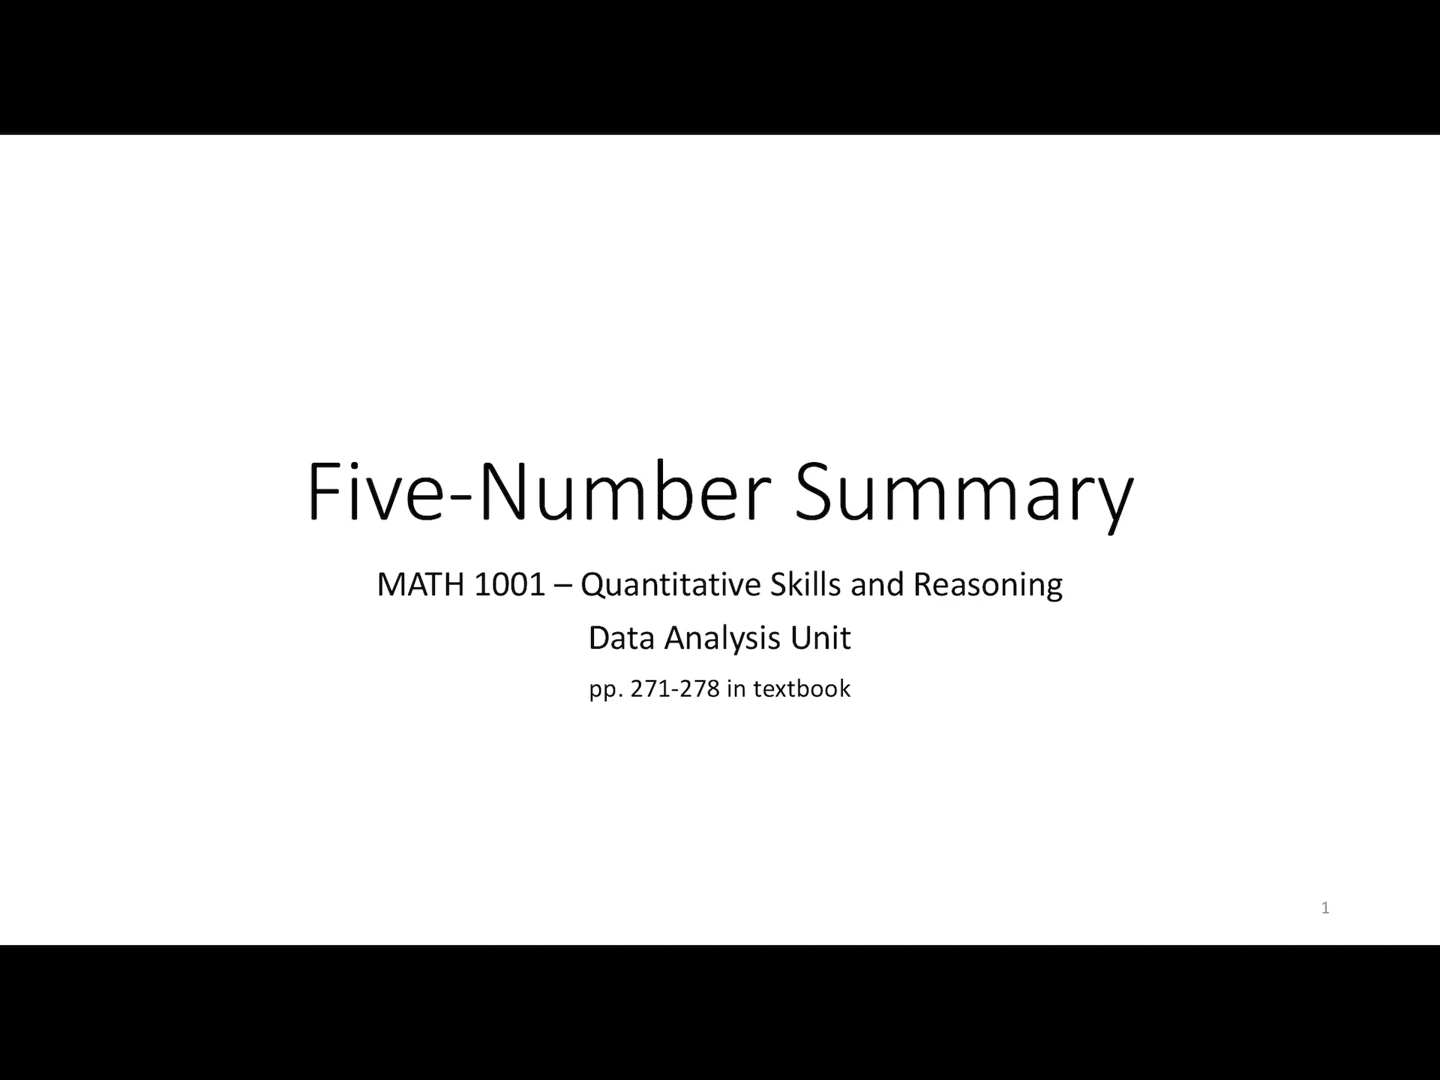 Five-Number Summary
MATH 1001 – Quantitative Skills and Reasoning
Data Analysis Unit
pp. 271-278 in textbook
1